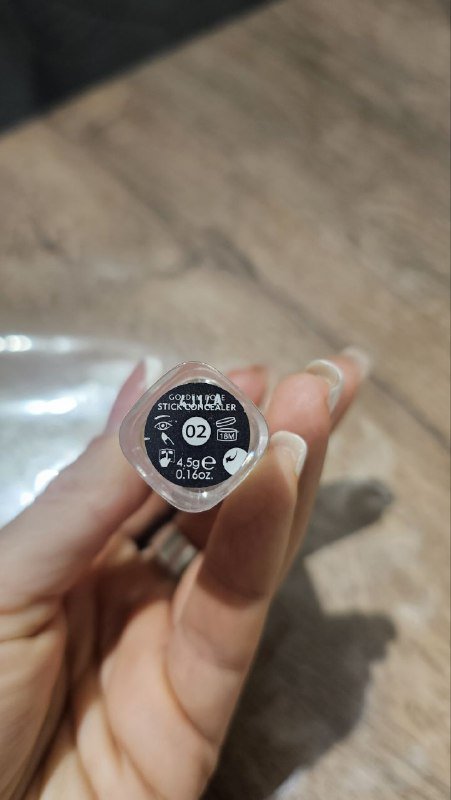 GOLDEN ROSE
STICK CONCEALER
02
18M
4,5g e
0.16oz.